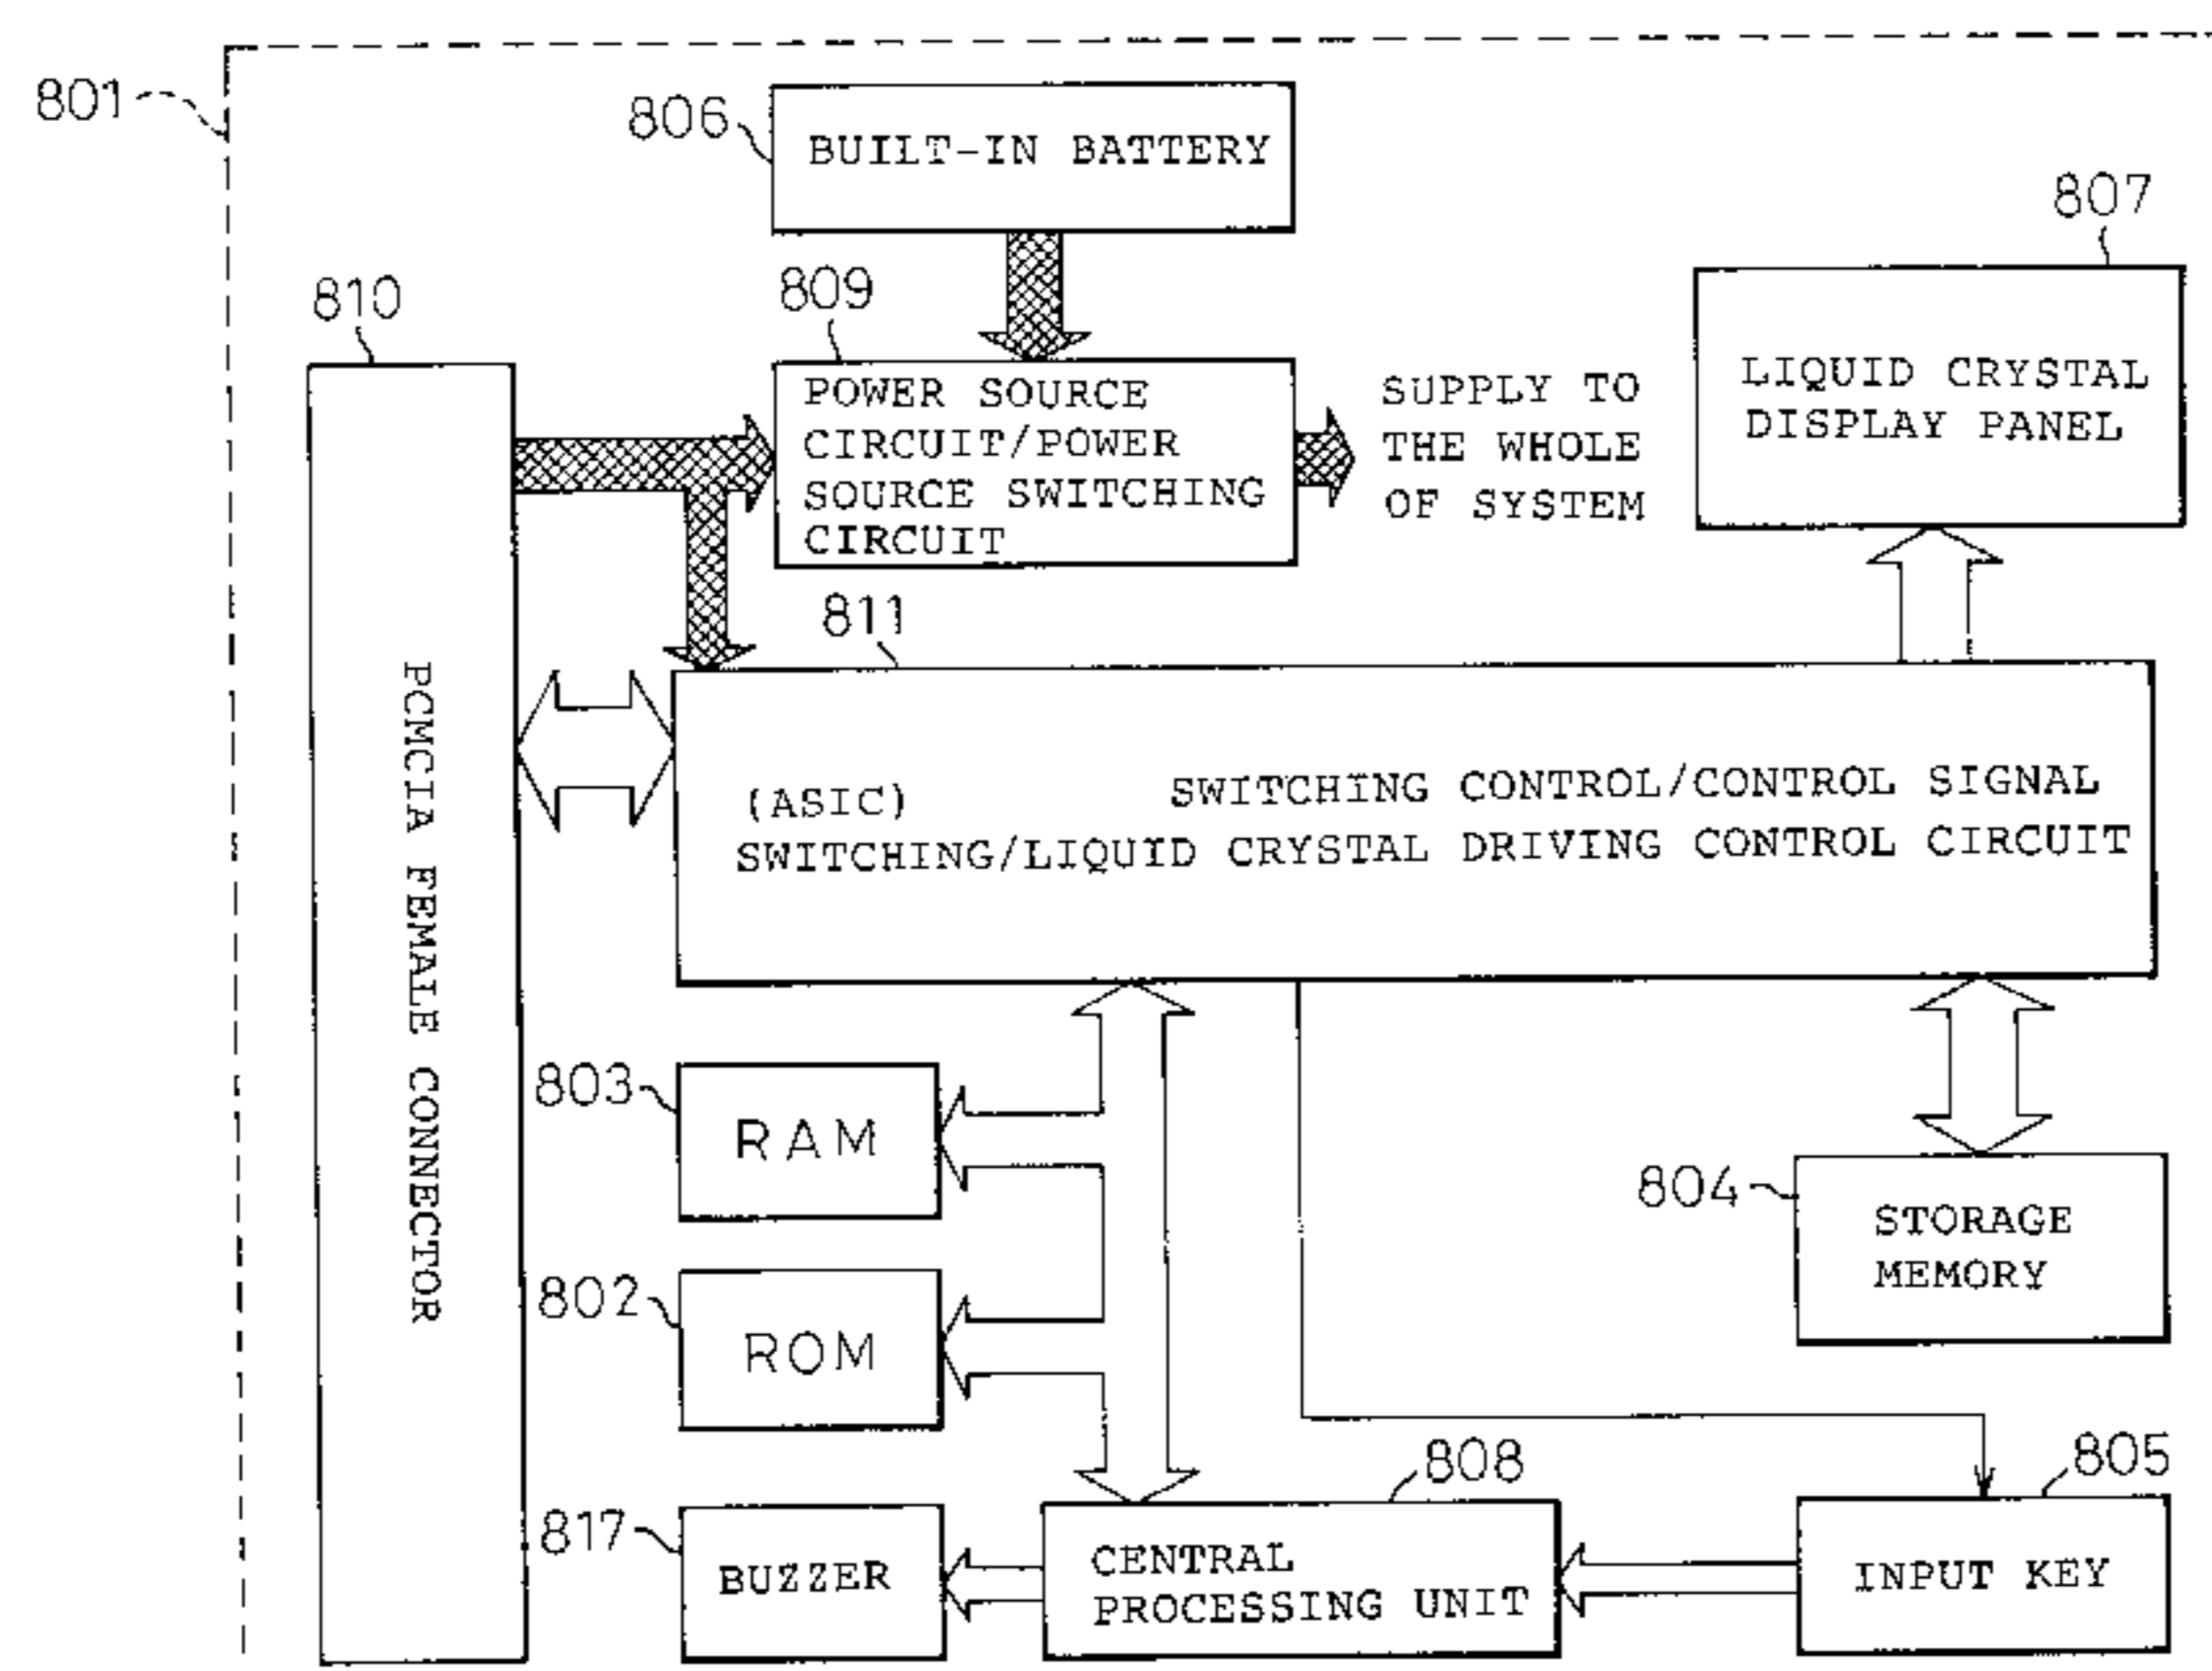 801
806
BUILT-IN BATTERY
807
810
809
POWER SOURCE
CIRCUIT/POWER
SOURCE SWITCHING
CIRCUIT
SUPPLY TO
THE WHOLE
OF SYSTEM
LIQUID CRYSTAL
DISPLAY PANEL
811
PCMCIA FEMALE CONNECTOR
(ASIC) SWITCHING CONTROL/CONTROL SIGNAL
SWITCHING/LIQUID CRYSTAL DRIVING CONTROL CIRCUIT
803
RAM
804
STORAGE
MEMORY
802
ROM
808
805
817
BUZZER
CENTRAL
PROCESSING UNIT
INPUT KEY